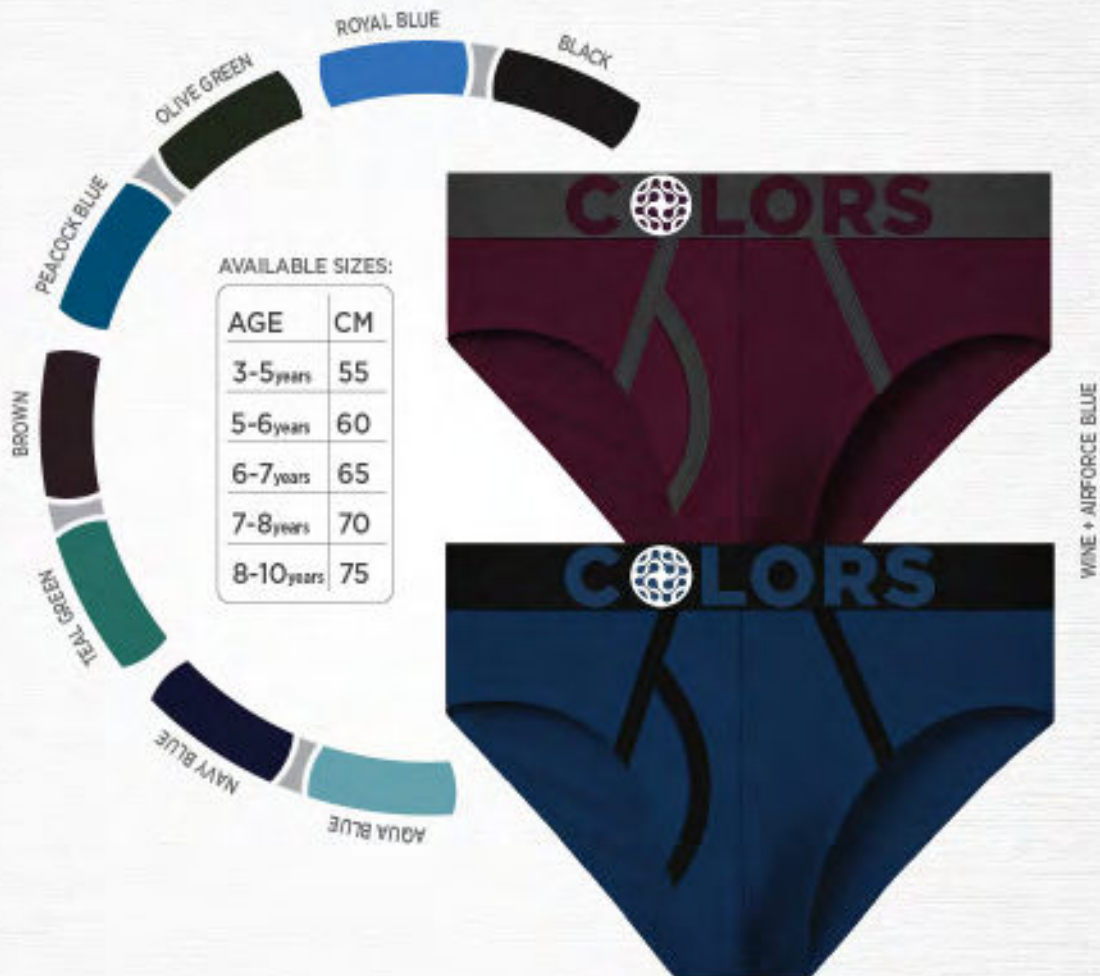 ROYAL BLUE
BLACK
OLIVE GREEN
PEACOCK BLUE
BROWN
TEAL GREEN
NAVY BLUE
AQUA BLUE
AVAILABLE SIZES:
AGE CM
3-5years 55
5-6years 60
6-7years 65
7-8years 70
8-10years 75
COLORS
COLORS
WINE + AIRFORCE BLUE